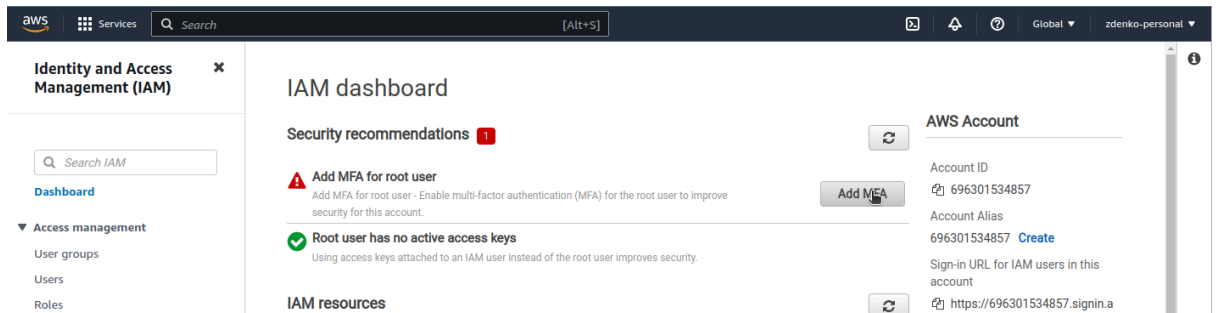 aws
Services
Search
[Alt+S]
Global
zdenko-personal
Identity and Access
Management (IAM)
Search IAM
Dashboard
Access management
User groups
Users
Roles
IAM dashboard
Security recommendations 1
Add MFA for root user
Add MFA for root user - Enable multi-factor authentication (MFA) for the root user to improve
security for this account.
Add MFA
Root user has no active access keys
Using access keys attached to an IAM user instead of the root user improves security.
IAM resources
AWS Account
Account ID
696301534857
Account Alias
696301534857 Create
Sign-in URL for IAM users in this
account
https://696301534857.signin.a